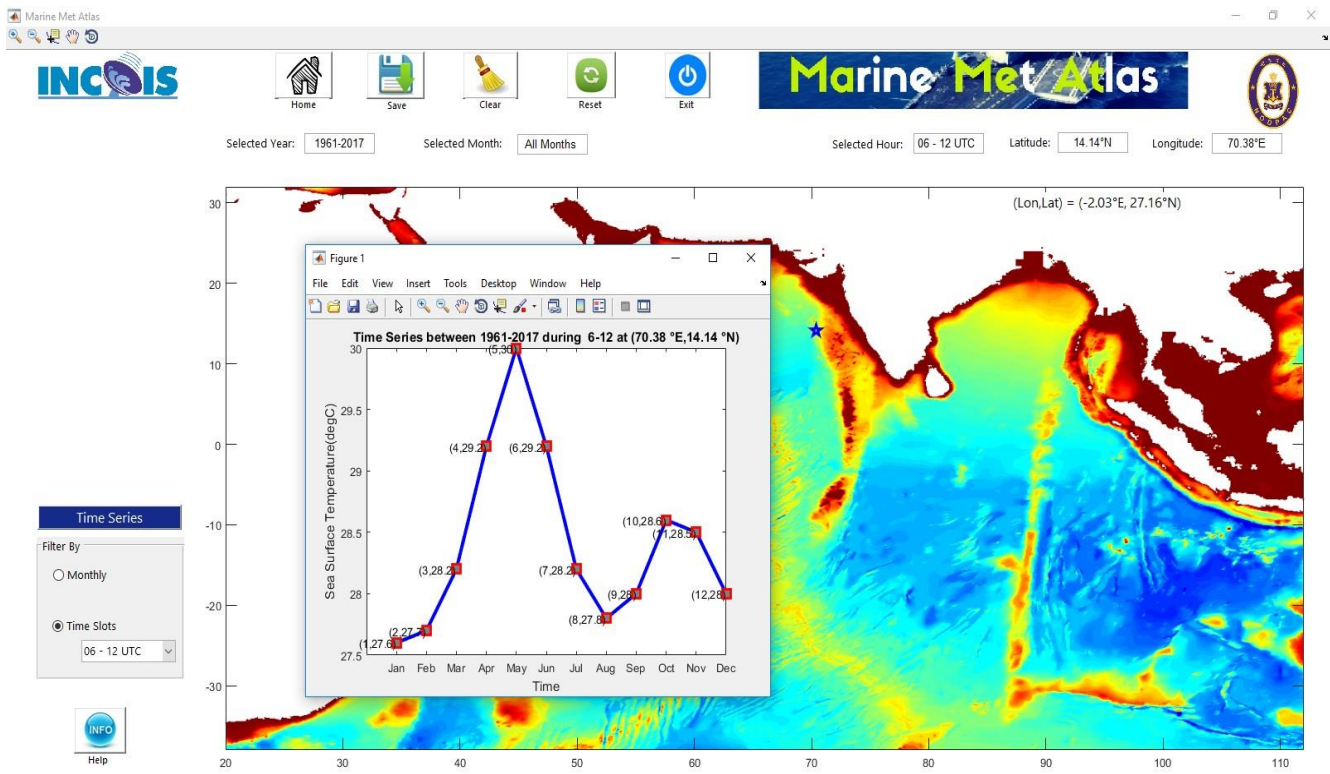 Marine Met Atlas
INCOIS
Home
Save
Clear
Reset
Exit
Marine Met Atlas
Selected Year: 1961-2017
Selected Month: All Months
Selected Hour: 06 - 12 UTC
Latitude: 14.14°N
Longitude: 70.38°E
(Lon,Lat) = (-2.03°E, 27.16°N)
30
20
10
0
-10
-20
-30
20 30 40 50 60 70 80 90 100 110
Figure 1
File Edit View Insert Tools Desktop Window Help
Time Series between 1961-2017 during 6-12 at (70.38 °E,14.14 °N)
Sea Surface Temperature(degC)
30
29.5
29
28.5
28
27.5
(1,27.6)
(2,27.7)
(3,28.2)
(4,29.2)
(5,30)
(6,29.2)
(7,28.2)
(8,27.8)
(9,28)
(10,28.6)
(11,28.5)
(12,28)
Jan Feb Mar Apr May Jun Jul Aug Sep Oct Nov Dec
Time
Time Series
Filter By
Monthly
Time Slots
06 - 12 UTC
INFO
Help